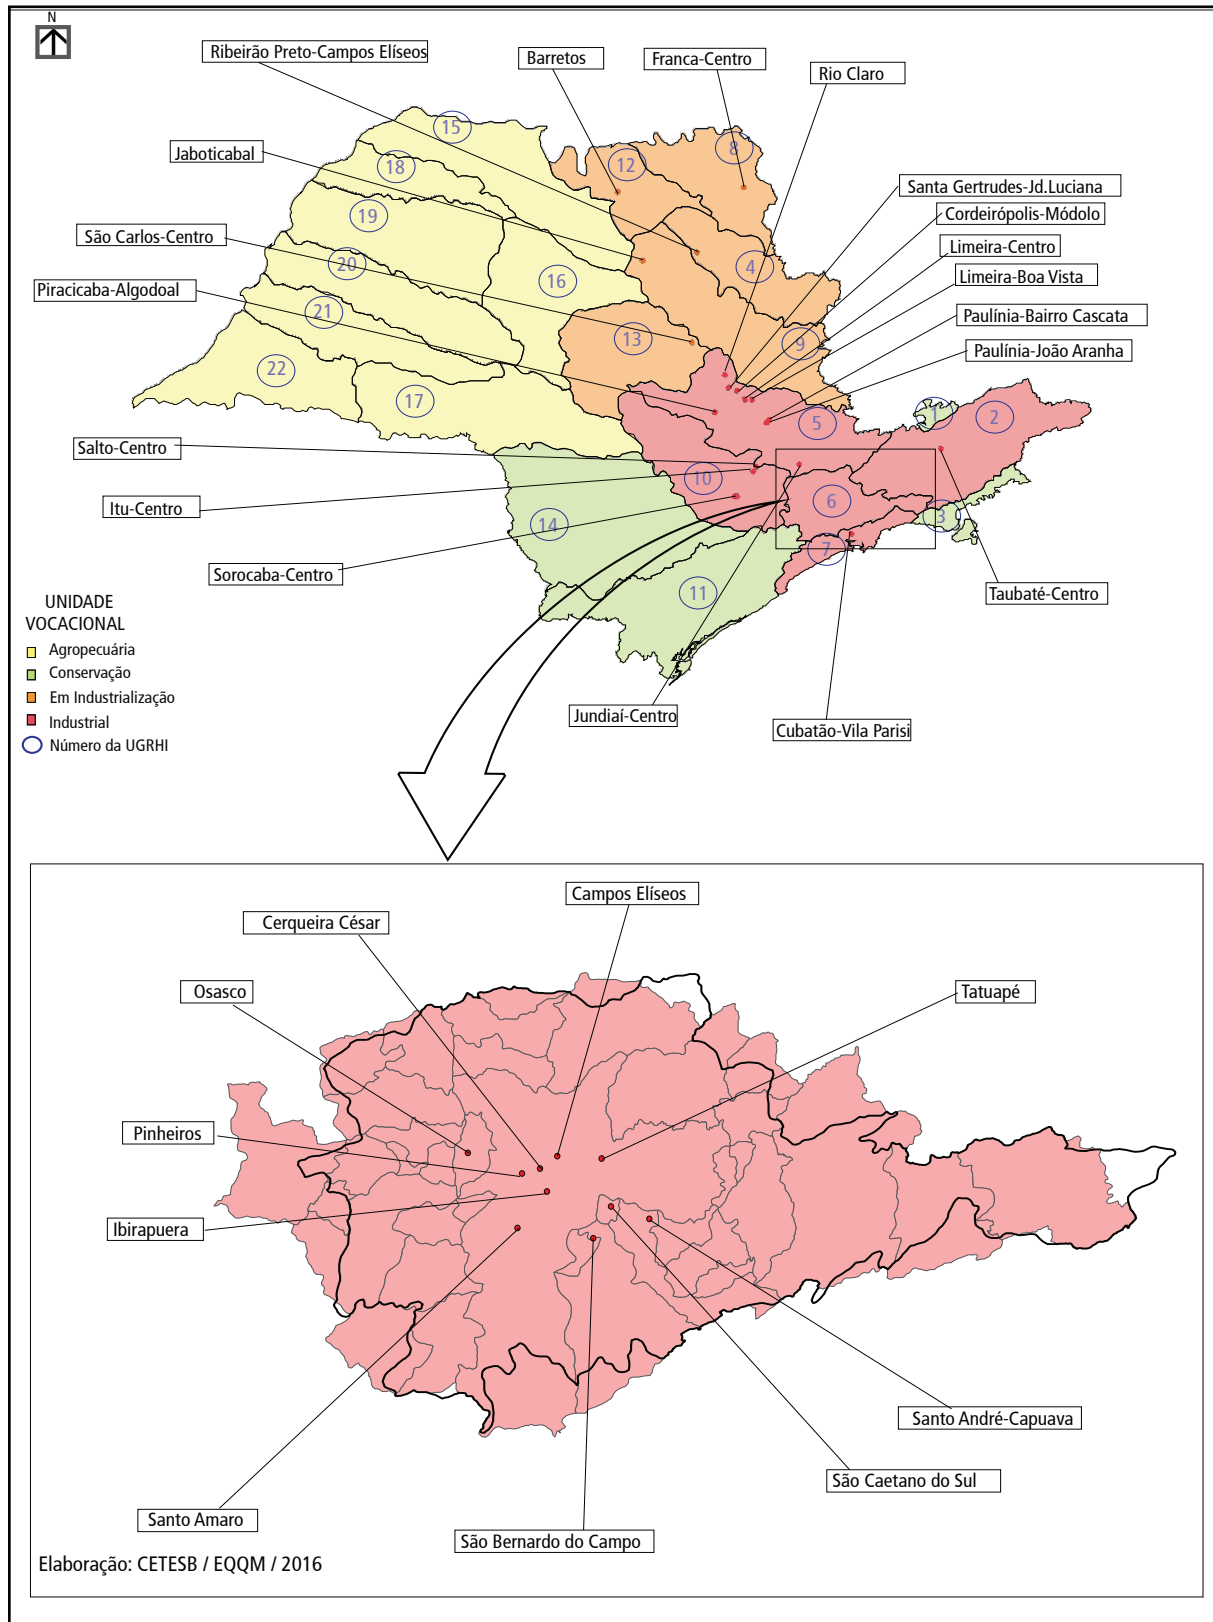 N
Ribeirão Preto-Campos Elíseos
Barretos
Franca-Centro
Rio Claro
Jaboticabal
São Carlos-Centro
Piracicaba-Algodoal
Santa Gertrudes-Jd.Luciana
Cordeirópolis-Módolo
Limeira-Centro
Limeira-Boa Vista
Paulínia-Bairro Cascata
Paulínia-João Aranha
15
18
19
20
21
22
16
17
12
8
4
13
9
5
1
2
10
6
3
14
7
11
Salto-Centro
Itu-Centro
Sorocaba-Centro
Taubaté-Centro
Jundiaí-Centro
Cubatão-Vila Parisi
UNIDADE
VOCACIONAL
Agropecuária
Conservação
Em Industrialização
Industrial
Número da UGRHI
Campos Elíseos
Cerqueira César
Osasco
Tatuapé
Pinheiros
Ibirapuera
Santo André-Capuava
São Caetano do Sul
Santo Amaro
São Bernardo do Campo
Elaboração: CETESB / EQQM / 2016